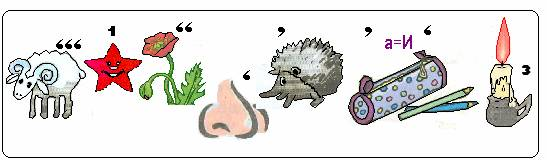 ‘‘‘ 1 ‘‘ ‘ , , а=И ‘ 3